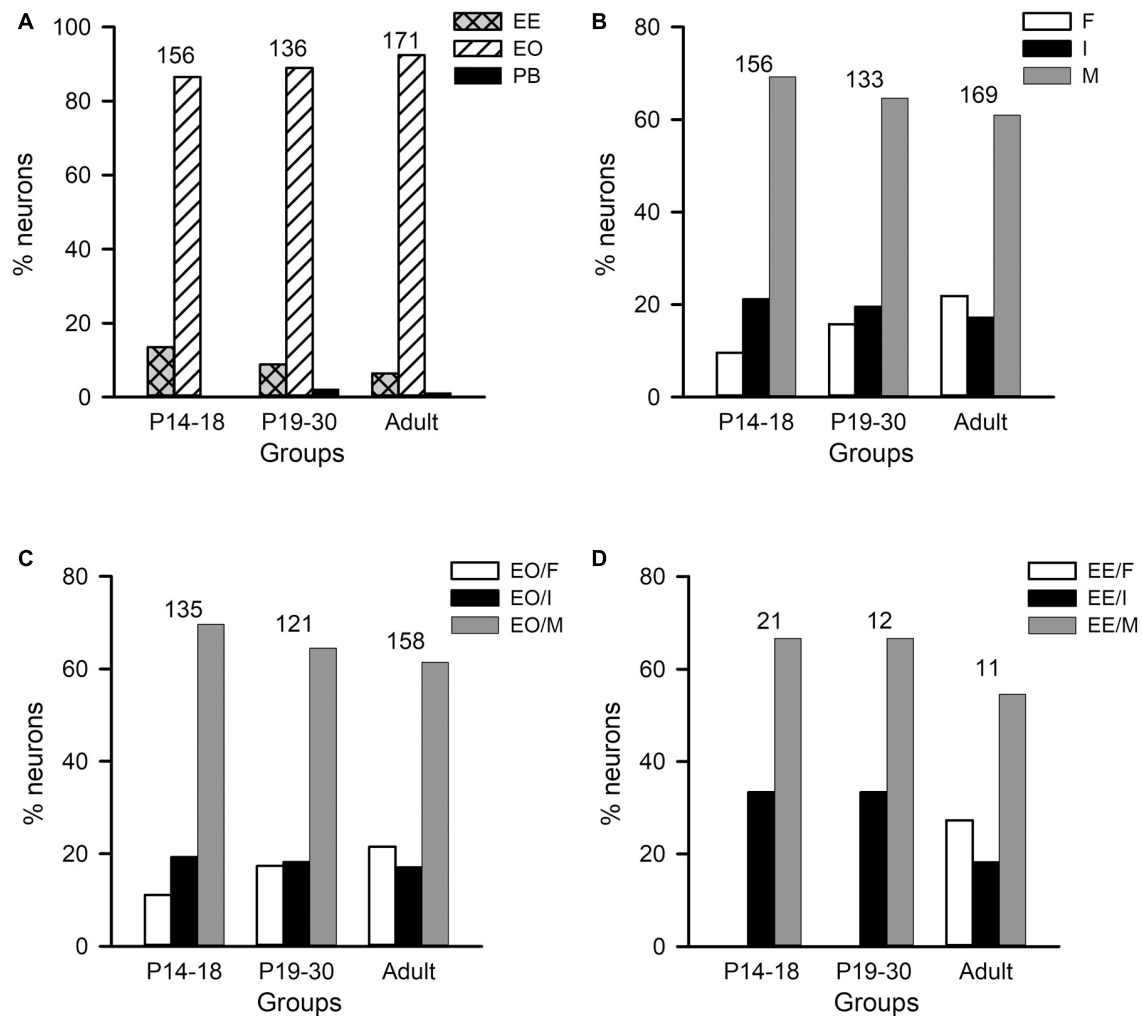 A
100
80
60
40
20
0
% neurons
156
136
171
EE
EO
PB
P14-18 P19-30 Adult
Groups
B
80
60
40
20
0
% neurons
156
133
169
F
I
M
P14-18 P19-30 Adult
Groups
C
80
60
40
20
0
% neurons
135
121
158
EO/F
EO/I
EO/M
P14-18 P19-30 Adult
Groups
D
80
60
40
20
0
% neurons
21
12
11
EE/F
EE/I
EE/M
P14-18 P19-30 Adult
Groups